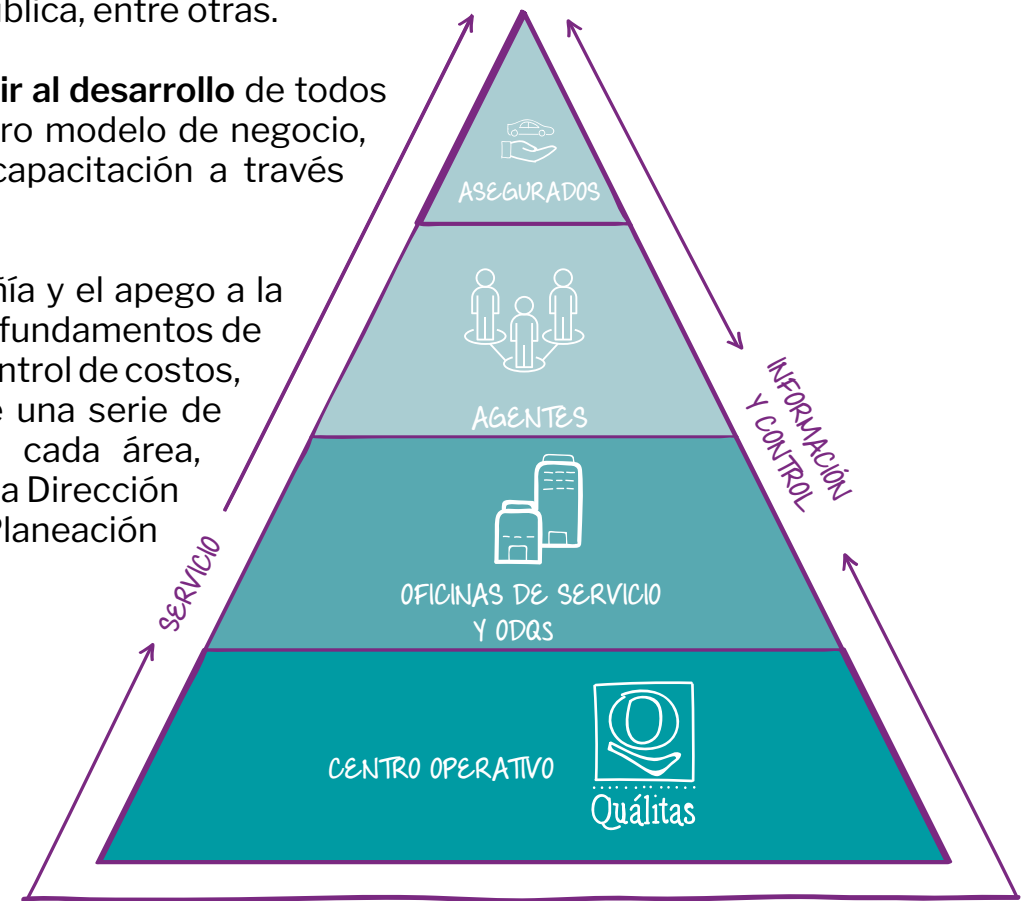 ública, entre otras.
ir al desarrollo de todos
ro modelo de negocio,
capacitación a través
ñía y el apego a la
fundamentos de
ntrol de costos,
e una serie de
cada área,
a Dirección
Planeación
ASEGURADOS
AGENTES
OFICINAS DE SERVICIO
Y ODQS
CENTRO OPERATIVO
Quálitas
SERVICIO
INFORMACIÓN
Y CONTROL